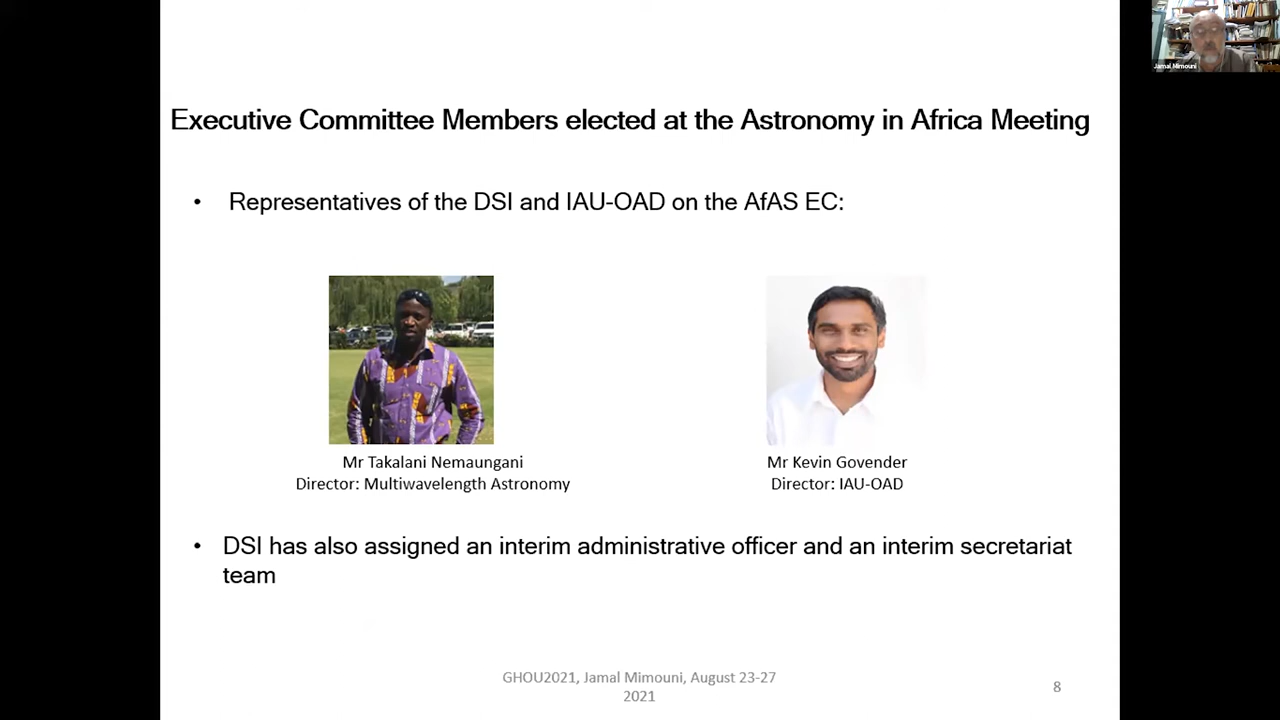 Jamal Mimouni
Executive Committee Members elected at the Astronomy in Africa Meeting
• Representatives of the DSI and IAU-OAD on the AfAS EC:
Mr Takalani Nemaungani
Director: Multiwavelength Astronomy
Mr Kevin Govender
Director: IAU-OAD
• DSI has also assigned an interim administrative officer and an interim secretariat
team
GHOU2021, Jamal Mimouni, August 23-27
2021
8